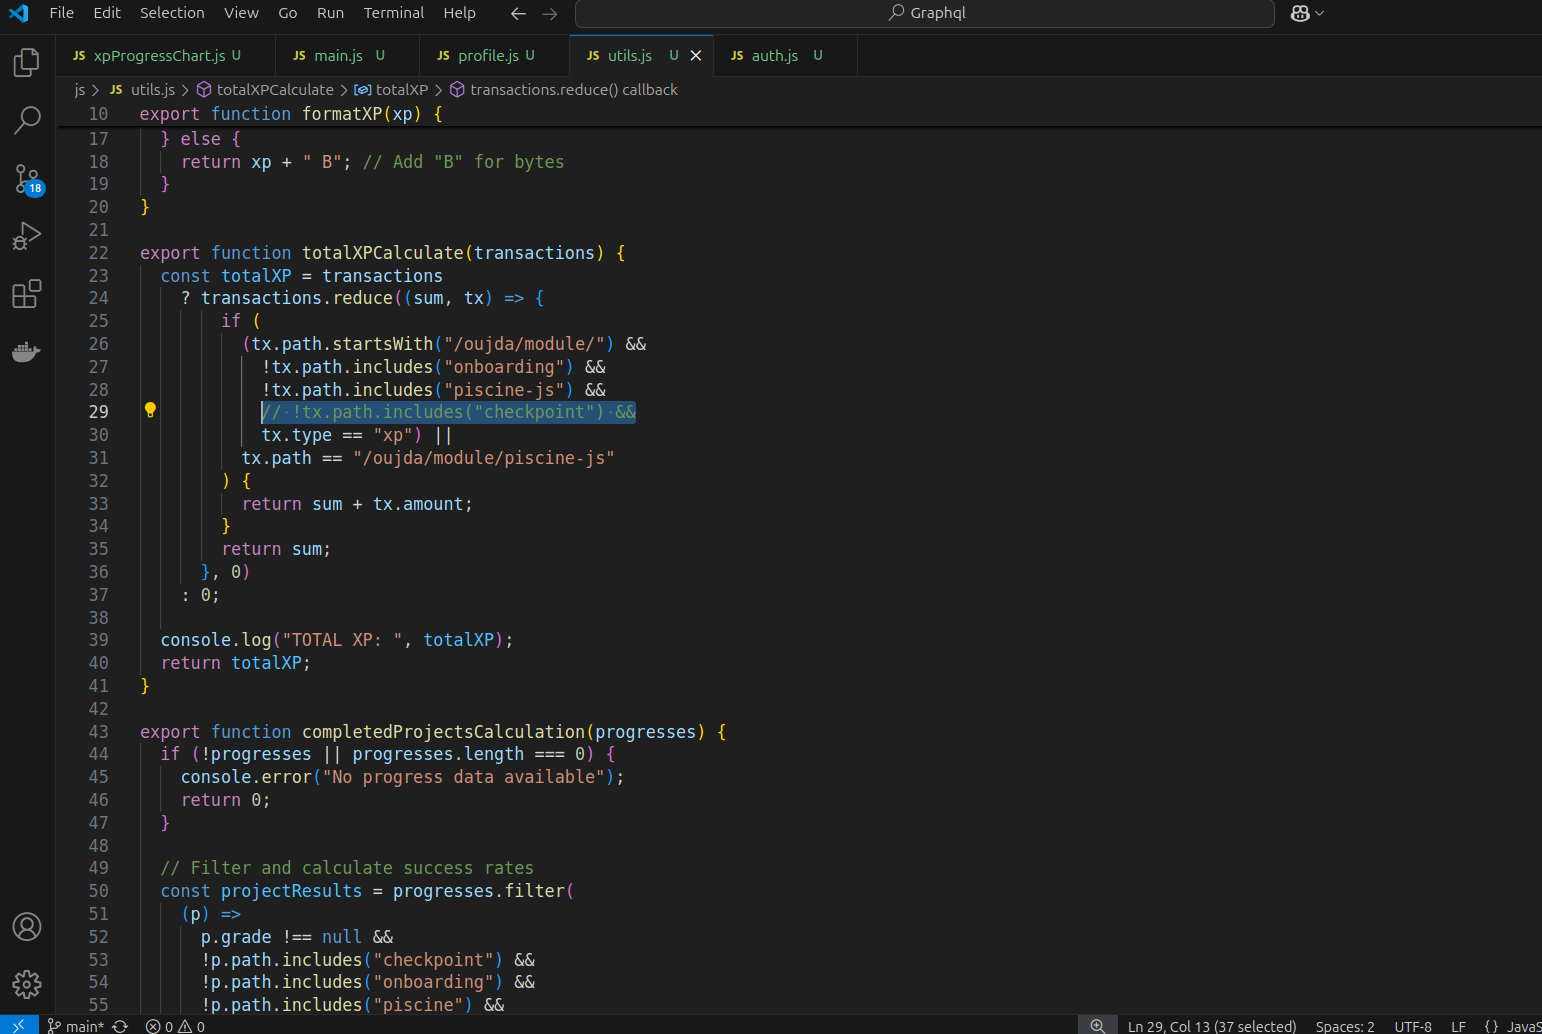 File Edit Selection View Go Run Terminal Help Graphql
JS xpProgressChart.js U JS main.js U JS profile.js U JS utils.js U JS auth.js U
js > JS utils.js > totalXPCalculate > totalXP > transactions.reduce() callback
10 export function formatXP(xp) {
17 } else {
18 return xp + " B"; // Add "B" for bytes
19 }
20 }
21
22 export function totalXPCalculate(transactions) {
23 const totalXP = transactions
24 ? transactions.reduce((sum, tx) => {
25 if (
26 (tx.path.startsWith("/oujda/module/") &&
27 !tx.path.includes("onboarding") &&
28 !tx.path.includes("piscine-js") &&
29 // !tx.path.includes("checkpoint") &&
30 tx.type == "xp") ||
31 tx.path == "/oujda/module/piscine-js"
32 ) {
33 return sum + tx.amount;
34 }
35 return sum;
36 }, 0)
37 : 0;
38
39 console.log("TOTAL XP: ", totalXP);
40 return totalXP;
41 }
42
43 export function completedProjectsCalculation(progresses) {
44 if (!progresses || progresses.length === 0) {
45 console.error("No progress data available");
46 return 0;
47 }
48
49 // Filter and calculate success rates
50 const projectResults = progresses.filter(
51 (p) =>
52 p.grade !== null &&
53 !p.path.includes("checkpoint") &&
54 !p.path.includes("onboarding") &&
55 !p.path.includes("piscine") &&
18
main* 0 0 Ln 29, Col 13 (37 selected) Spaces: 2 UTF-8 LF {} JavaS